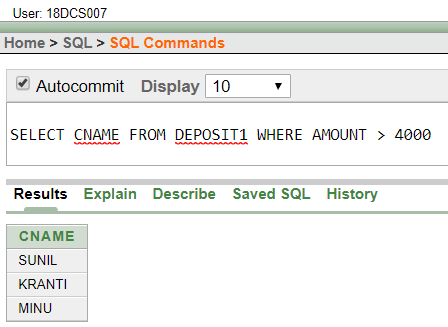 User: 18DCS007
Home > SQL > SQL Commands
Autocommit Display 10
SELECT CNAME FROM DEPOSIT1 WHERE AMOUNT > 4000
Results Explain Describe Saved SQL History
CNAME
SUNIL
KRANTI
MINU